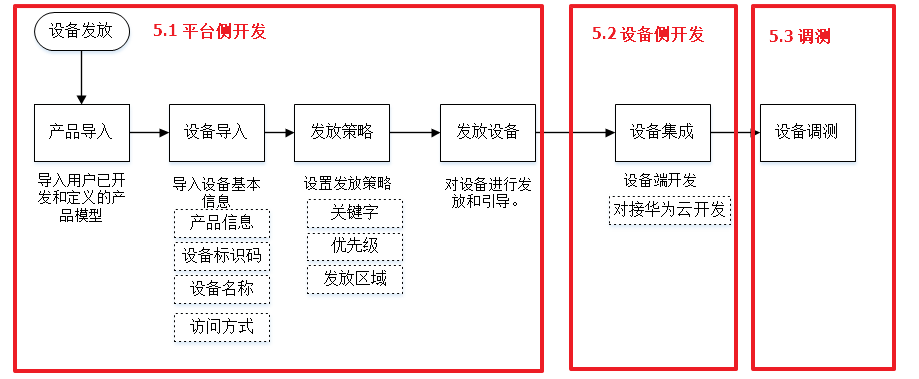 设备发放
5.1 平台侧开发
5.2 设备侧开发
5.3 调测
产品导入
设备导入
发放策略
发放设备
设备集成
设备调测
导入用户已开
发和定义的产
品模型
导入设备基本
信息
产品信息
设备标识码
设备名称
访问方式
设置发放策略
关键字
优先级
发放区域
对设备进行发
放和引导。
设备端开发
对接华为云开发